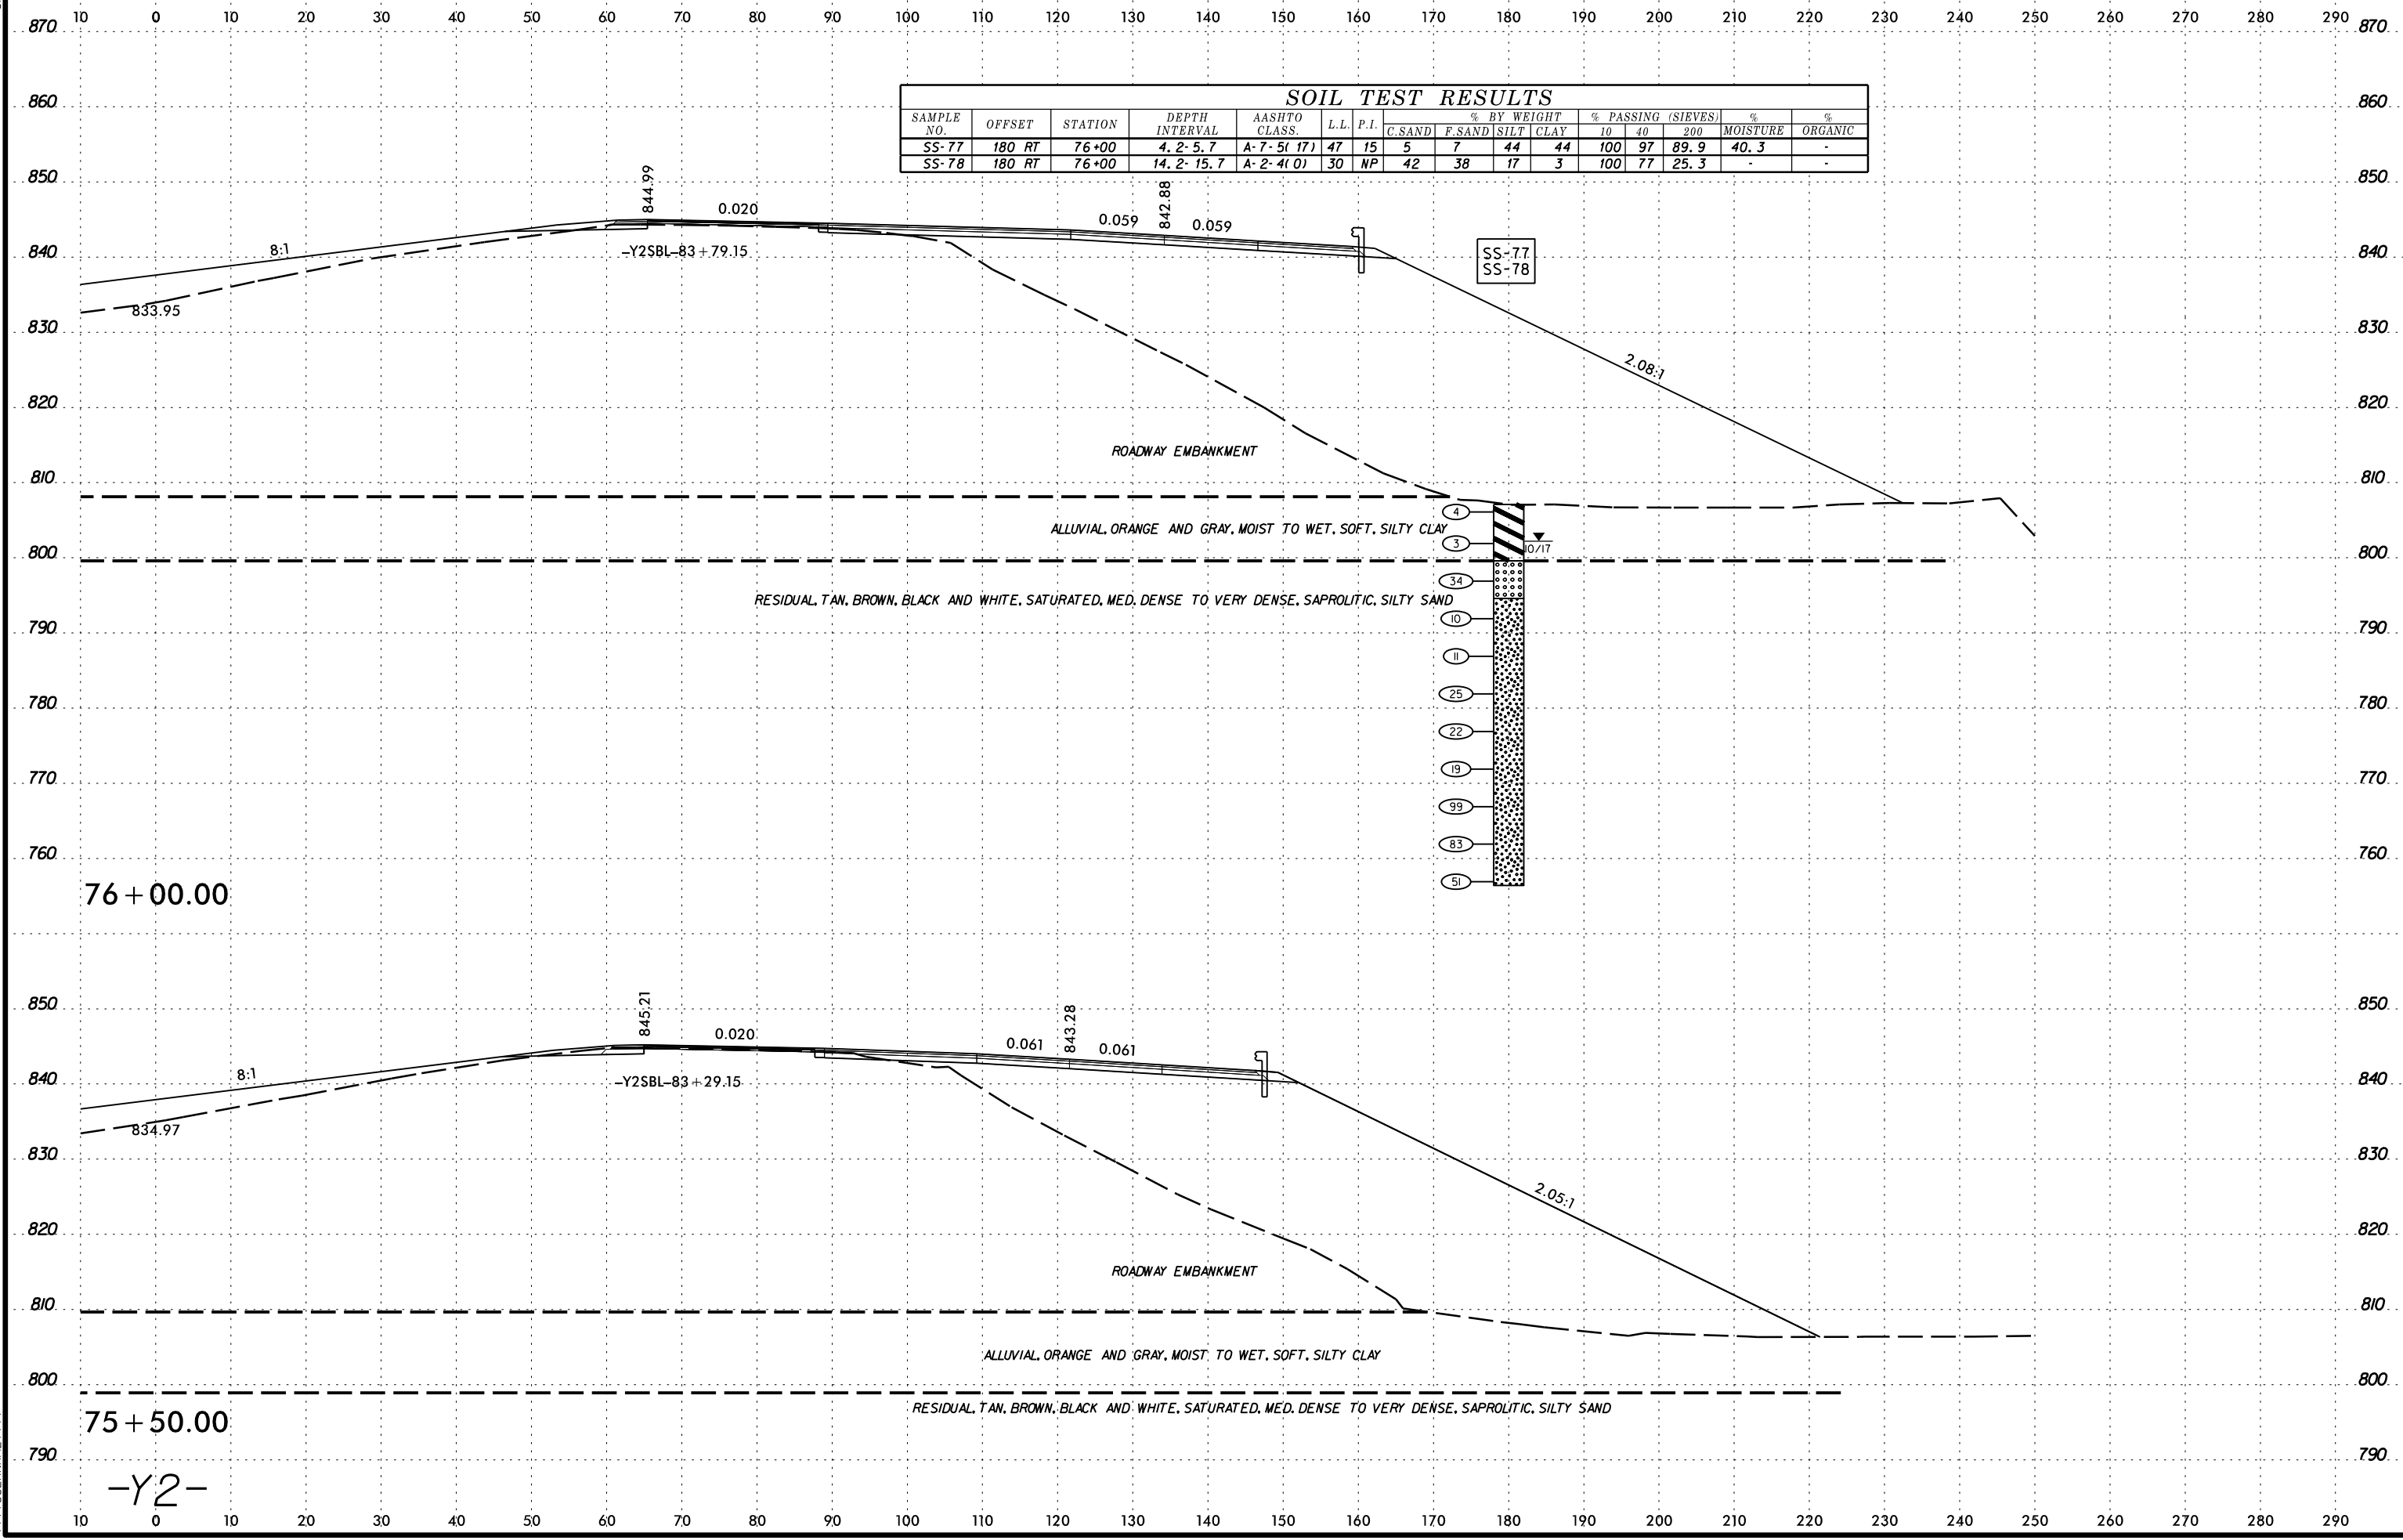 10 0 10 20 30 40 50 60 70 80 90 100 110 120 130 140 150 160 170 180 190 200 210 220 230 240 250 260 270 280 290
870 870
860 860
SOIL TEST RESULTS
SAMPLE NO. OFFSET STATION DEPTH INTERVAL AASHTO CLASS. L.L. P.I. % BY WEIGHT % PASSING (SIEVES) % MOISTURE % ORGANIC
C.SAND F.SAND SILT CLAY 10 40 200
SS-77 180 RT 76+00 4.2-5.7 A-7-5(17) 47 15 5 7 44 44 100 97 89.9 40.3 -
SS-78 180 RT 76+00 14.2-15.7 A-2-4(0) 30 NP 42 38 17 3 100 77 25.3 - -
850 850
844.99
0.020
0.059
842.88
0.059
840 840
8:1
-Y2SBL-83+79.15
SS-77
SS-78
833.95
830 830
2.08:1
820 820
ROADWAY EMBANKMENT
810 810
4
ALLUVIAL, ORANGE AND GRAY, MOIST TO WET, SOFT, SILTY CLAY
3
10/17
800 800
34
RESIDUAL, TAN, BROWN, BLACK AND WHITE, SATURATED, MED. DENSE TO VERY DENSE, SAPROLITIC, SILTY SAND
10
790 790
11
25
780 780
22
19
770 770
99
83
760 760
51
76+00.00
850 850
845.21
0.020
0.061
843.28
0.061
840 840
8:1
-Y2SBL-83+29.15
834.97
830 830
2.05:1
820 820
ROADWAY EMBANKMENT
810 810
ALLUVIAL, ORANGE AND GRAY, MOIST TO WET, SOFT, SILTY CLAY
800 800
RESIDUAL, TAN, BROWN, BLACK AND WHITE, SATURATED, MED. DENSE TO VERY DENSE, SAPROLITIC, SILTY SAND
75+50.00
790 790
-Y2-
10 0 10 20 30 40 50 60 70 80 90 100 110 120 130 140 150 160 170 180 190 200 210 220 230 240 250 260 270 280 290